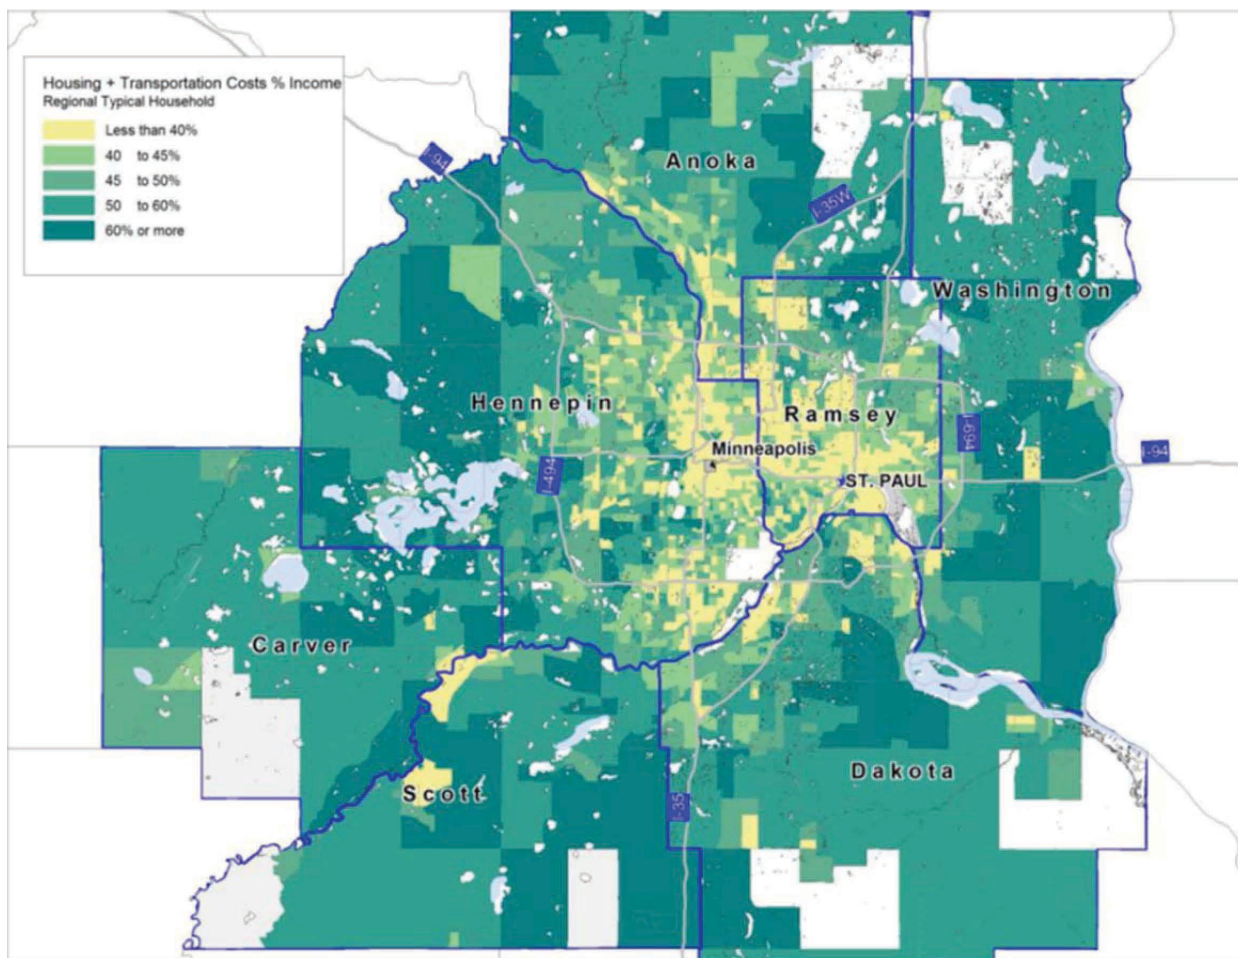 Housing + Transportation Costs % Income
Regional Typical Household
Less than 40%
40 to 45%
45 to 50%
50 to 60%
60% or more
I-94
Anoka
I-35W
Washington
Hennepin
Ramsey
I-694
Minneapolis
I-94
I-494
ST. PAUL
Carver
Dakota
Scott
I-35